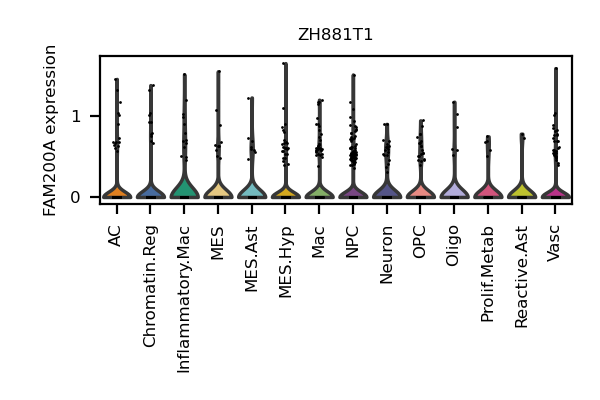 ZH881T1
FAM200A expression
1
0
AC
Chromatin.Reg
Inflammatory.Mac
MES
MES.Ast
MES.Hyp
Mac
NPC
Neuron
OPC
Oligo
Prolif.Metab
Reactive.Ast
Vasc